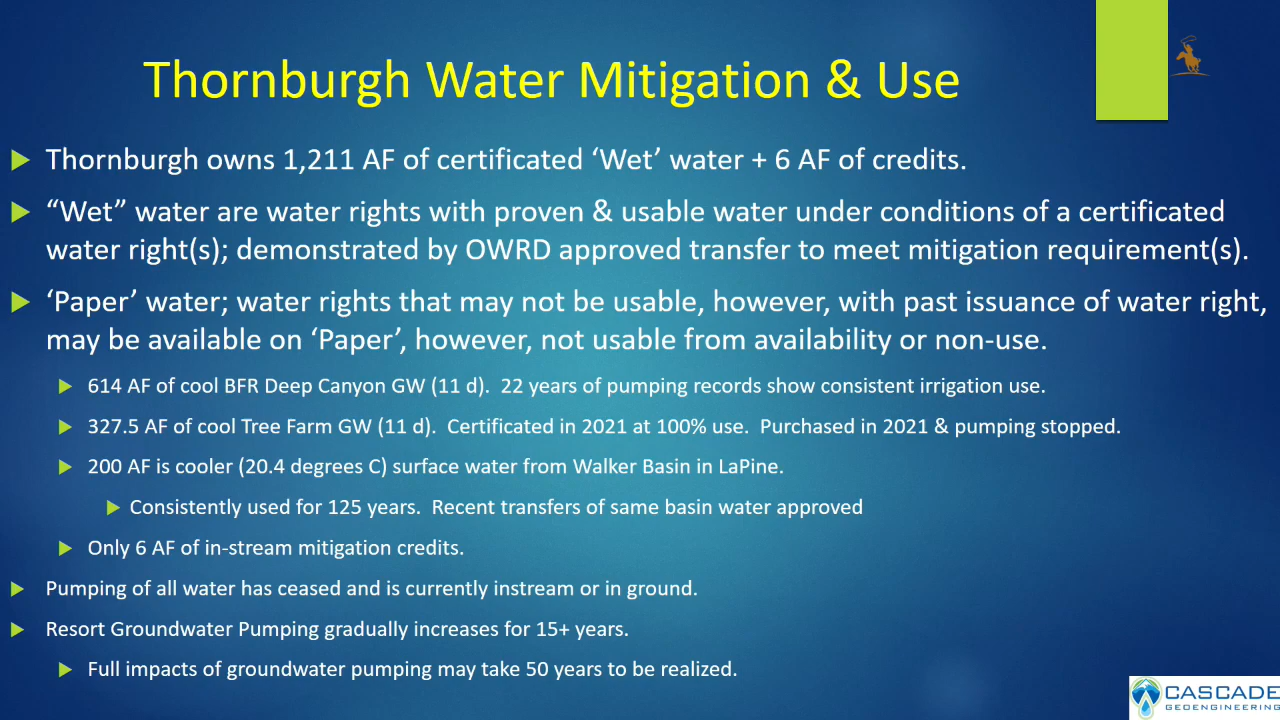 Thornburgh Water Mitigation & Use
Thornburgh owns 1,211 AF of certificated ‘Wet’ water + 6 AF of credits.
“Wet” water are water rights with proven & usable water under conditions of a certificated
water right(s); demonstrated by OWRD approved transfer to meet mitigation requirement(s).
‘Paper’ water; water rights that may not be usable, however, with past issuance of water right,
may be available on ‘Paper’, however, not usable from availability or non-use.
614 AF of cool BFR Deep Canyon GW (11 d). 22 years of pumping records show consistent irrigation use.
327.5 AF of cool Tree Farm GW (11 d). Certificated in 2021 at 100% use. Purchased in 2021 & pumping stopped.
200 AF is cooler (20.4 degrees C) surface water from Walker Basin in LaPine.
Consistently used for 125 years. Recent transfers of same basin water approved
Only 6 AF of in-stream mitigation credits.
Pumping of all water has ceased and is currently instream or in ground.
Resort Groundwater Pumping gradually increases for 15+ years.
Full impacts of groundwater pumping may take 50 years to be realized.
CASCADE
GEOENGINEERING